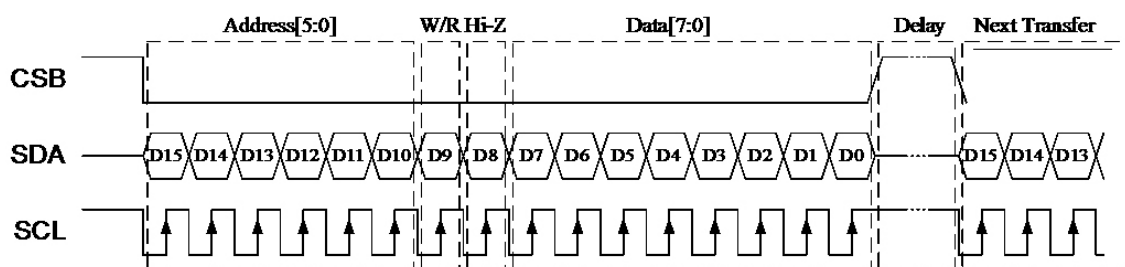 Address[5:0] W/R Hi-Z Data[7:0] Delay Next Transfer
CSB
SDA D15 D14 D13 D12 D11 D10 D9 D8 D7 D6 D5 D4 D3 D2 D1 D0 D15 D14 D13
SCL